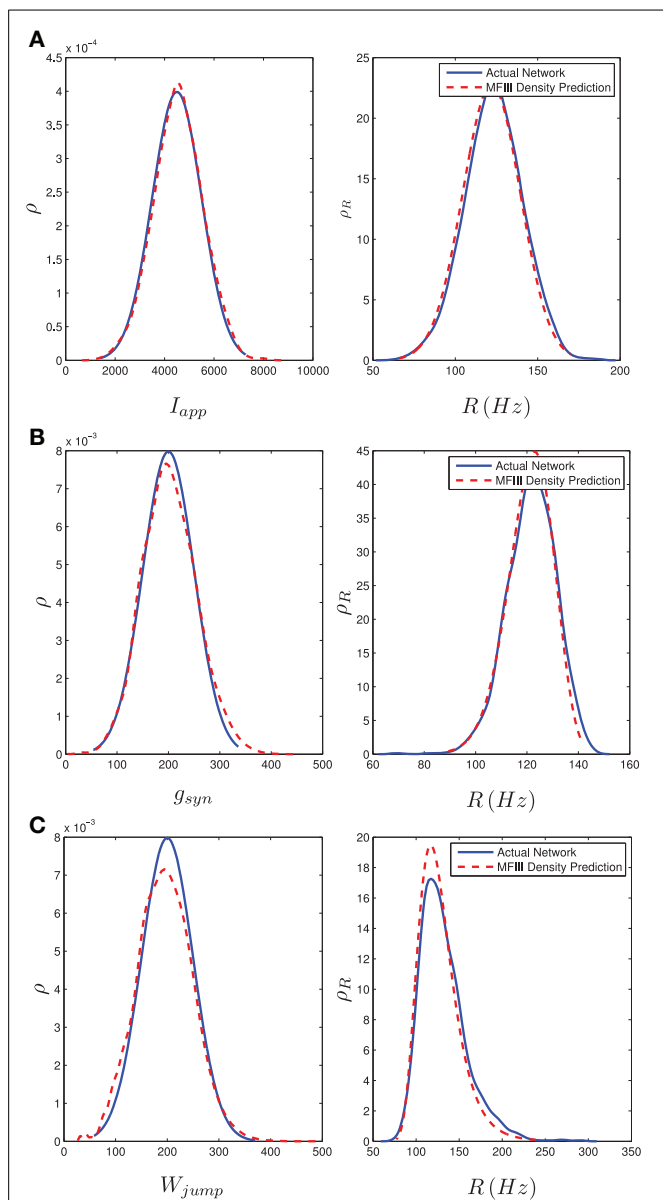 A
x 10⁻⁴
4.5
4
3.5
3
2.5
2
1.5
1
0.5
0
0 2000 4000 6000 8000 10000
ρ
I_app
25
20
15
10
5
0
50 100 150 200
ρ_R
R (Hz)
Actual Network
MFIII Density Prediction
B
x 10⁻³
8
7
6
5
4
3
2
1
0
0 100 200 300 400 500
ρ
g_syn
45
40
35
30
25
20
15
10
5
0
60 80 100 120 140 160
ρ_R
R (Hz)
Actual Network
MFIII Density Prediction
C
x 10⁻³
8
7
6
5
4
3
2
1
0
0 100 200 300 400 500
ρ
W_jump
20
18
16
14
12
10
8
6
4
2
0
50 100 150 200 250 300 350
ρ_R
R (Hz)
Actual Network
MFIII Density Prediction